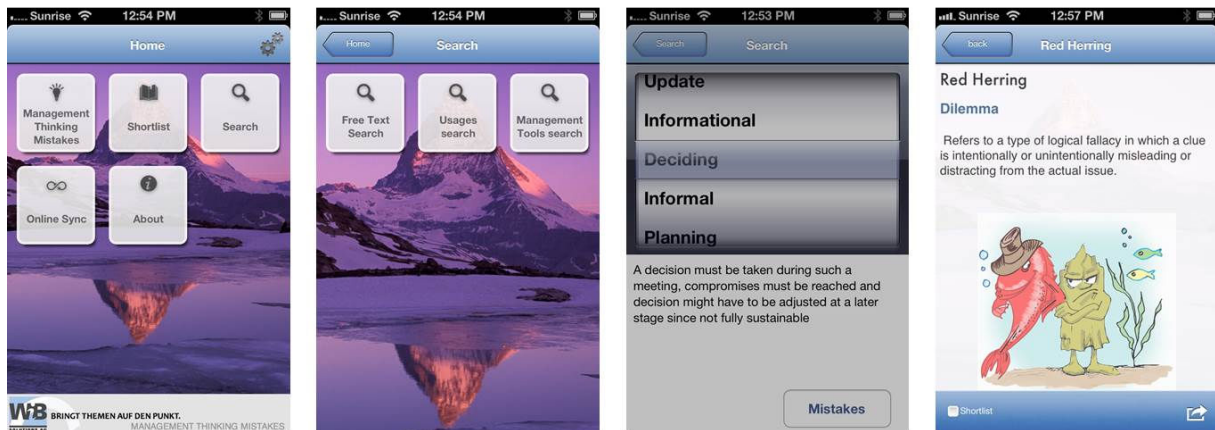 Sunrise 12:54 PM
Home
Management
Thinking
Mistakes
Shortlist
Search
Online Sync
About
WiB BRINGT THEMEN AUF DEN PUNKT.
SOLUTIONS AG
MANAGEMENT THINKING MISTAKES
Sunrise 12:54 PM
Home
Search
Free Text
Search
Usages
search
Management
Tools search
Sunrise 12:53 PM
Search
Search
Update
Informational
Deciding
Informal
Planning
A decision must be taken during such a
meeting, compromises must be reached and
decision might have to be adjusted at a later
stage since not fully sustainable
Mistakes
Sunrise 12:57 PM
back
Red Herring
Red Herring
Dilemma
Refers to a type of logical fallacy in which a clue
is intentionally or unintentionally misleading or
distracting from the actual issue.
Shortlist